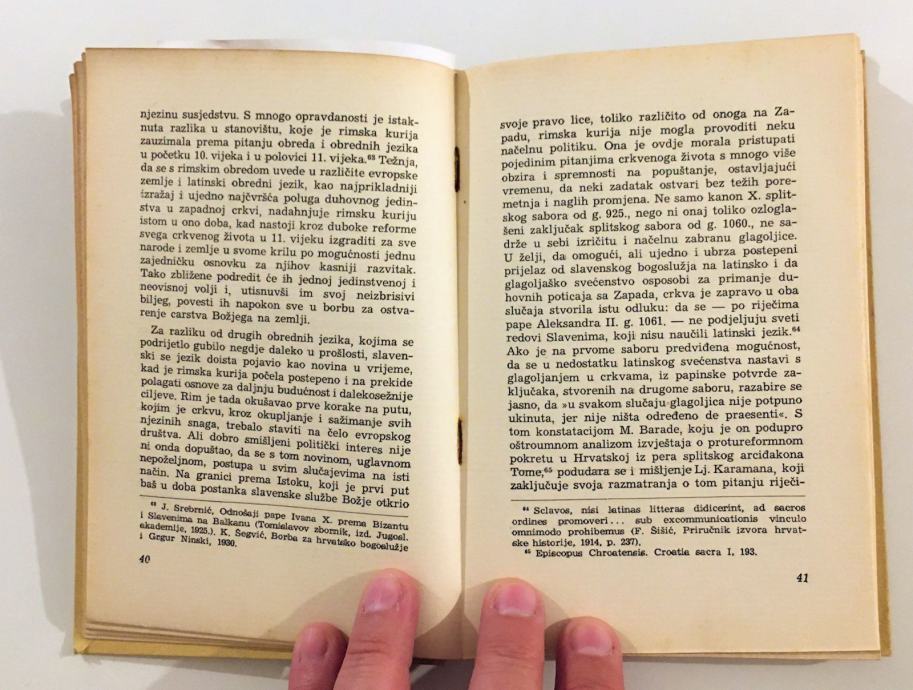 njezinu susjedstvu. S mnogo opravdanosti je istak-
nuta razlika u stanovištu, koje je rimska kurija
zauzimala prema pitanju obreda i obrednih jezika
u početku 10. vijeka i u polovici 11. vijeka.⁶³ Težnja,
da se s rimskim obredom uvede u različite evropske
zemlje i latinski obredni jezik, kao najprikladniji
izražaj i ujedno najčvršća poluga duhovnog jedin-
stva u zapadnoj crkvi, nadahnjuje rimsku kuriju
istom u ono doba, kad nastoji kroz duboke reforme
svega crkvenog života u 11. vijeku izgraditi za sve
narode i zemlje u svome krilu po mogućnosti jednu
zajedničku osnovku za njihov kasniji razvitak.
Tako zbližene podredit će ih jednoj jedinstvenoj i
neovisnoj volji i, utisnuvši im svoj neizbrisivi
biljeg, povesti ih napokon sve u borbu za ostva-
renje carstva Božjega na zemlji.
Za razliku od drugih obrednih jezika, kojima se
podrijetlo gubilo negdje daleko u prošlosti, slaven-
ski se jezik doista pojavio kao novina u vrijeme,
kad je rimska kurija počela postepeno i na prekide
polagati osnove za daljnju budućnost i dalekosežnije
ciljeve. Rim je tada okušavao prve korake na putu,
kojim je crkvu, kroz okupljanje i sažimanje svih
njezinih snaga, trebalo staviti na čelo evropskog
društva. Ali dobro smišljeni politički interes nije
ni onda dopuštao, da se s tom novinom, uglavnom
nepoželjnom, postupa u svim slučajevima na isti
način. Na granici prema Istoku, koji je prvi put
baš u doba postanka slavenske službe Božje otkrio
⁶³ J. Srebrnić, Odnošaji pape Ivana X. prema Bizantu
i Slavenima na Balkanu (Tomislavov zbornik, izd. Jugosl.
akademije, 1925.). K. Segvić, Borba za hrvatsko bogoslužje
i Grgur Ninski, 1930.
40
svoje pravo lice, toliko različito od onoga na Za-
padu, rimska kurija nije mogla provoditi neku
načelnu politiku. Ona je ovdje morala pristupati
pojedinim pitanjima crkvenoga života s mnogo više
obzira i spremnosti na popuštanje, ostavljajući
vremenu, da neki zadatak ostvari bez težih pore-
metnja i naglih promjena. Ne samo kanon X. split-
skog sabora od g. 925., nego ni onaj toliko ozlogla-
šeni zaključak splitskog sabora od g. 1060., ne sa-
drže u sebi izričitu i načelnu zabranu glagoljice.
U želji, da omogući, ali ujedno i ubrza postepeni
prijelaz od slavenskog bogoslužja na latinsko i da
glagoljaško svećenstvo osposobi za primanje du-
hovnih poticaja sa Zapada, crkva je zapravo u oba
slučaja stvorila istu odluku: da se — po riječima
pape Aleksandra II. g. 1061. — ne podjeljuju sveti
redovi Slavenima, koji nisu naučili latinski jezik.⁶⁴
Ako je na prvome saboru predviđena mogućnost,
da se u nedostatku latinskog svećenstva nastavi s
glagoljanjem u crkvama, iz papinske potvrde za-
ključaka, stvorenih na drugome saboru, razabire se
jasno, da »u svakom slučaju glagoljica nije potpuno
ukinuta, jer nije ništa određeno de praesenti«. S
tom konstatacijom M. Barade, koju je on podupro
oštroumnom analizom izvještaja o protureformnom
pokretu u Hrvatskoj iz pera splitskog arciđakona
Tome,⁶⁵ podudara se i mišljenje Lj. Karamana, koji
zaključuje svoja razmatranja o tom pitanju riječi-
⁶⁴ Sclavos, nisi latinas litteras didicerint, ad sacros
ordines promoveri... sub excommunicationis vinculo
omnimodo prohibemus (F. Šišić, Priručnik izvora hrvat-
ske historije, 1914, p. 237).
⁶⁵ Episcopus Chroatensis. Croatia sacra I, 193.
41